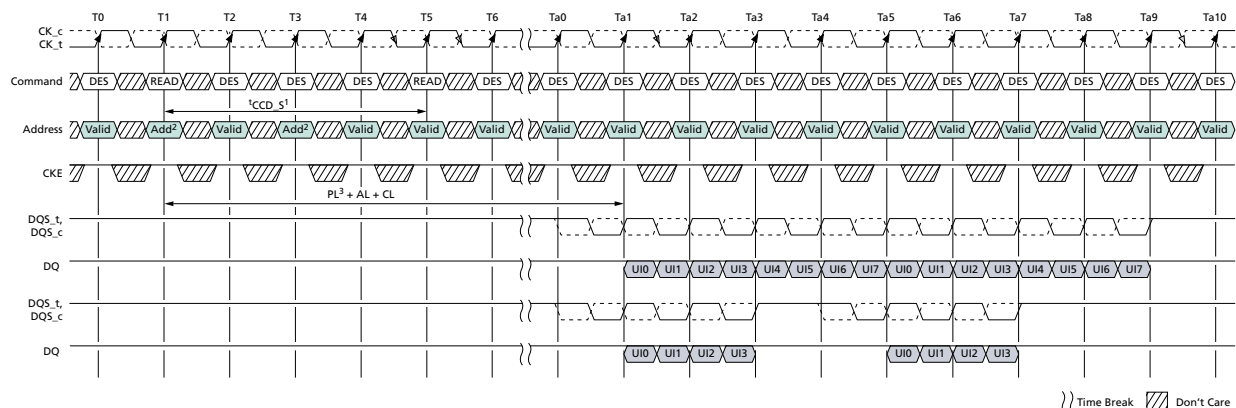 T0 T1 T2 T3 T4 T5 T6 Ta0 Ta1 Ta2 Ta3 Ta4 Ta5 Ta6 Ta7 Ta8 Ta9 Ta10
CK_c
CK_t
Command DES READ DES DES DES READ DES DES DES DES DES DES DES DES DES DES DES DES
tCCD_S1
Address Valid Add2 Valid Add2 Valid Valid Valid Valid Valid Valid Valid Valid Valid Valid Valid Valid Valid Valid
CKE
PL3 + AL + CL
DQS_t,
DQS_c
DQ UI0 UI1 UI2 UI3 UI4 UI5 UI6 UI7 UI0 UI1 UI2 UI3 UI4 UI5 UI6 UI7
DQS_t,
DQS_c
DQ UI0 UI1 UI2 UI3 UI0 UI1 UI2 UI3
Time Break Don't Care